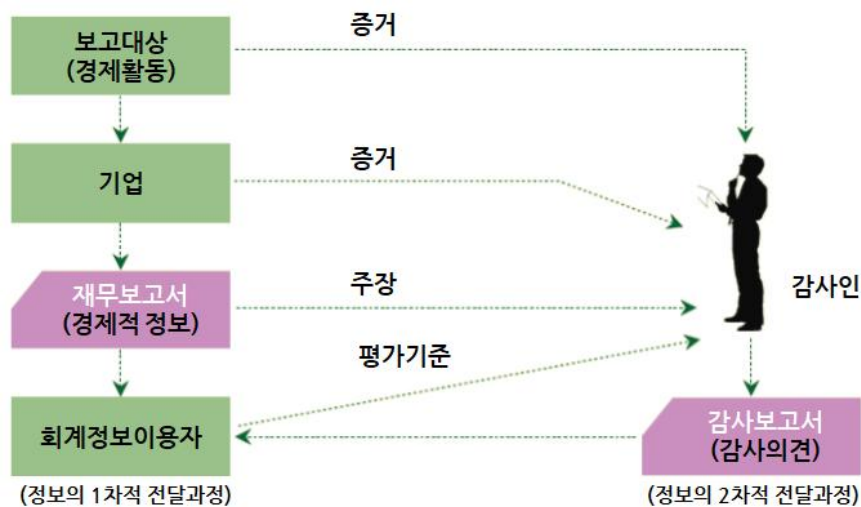 보고대상
(경제활동)
증거
기업
증거
재무보고서
(경제적 정보)
주장
감사인
평가기준
회계정보이용자
감사보고서
(감사의견)
(정보의 1차적 전달과정)
(정보의 2차적 전달과정)